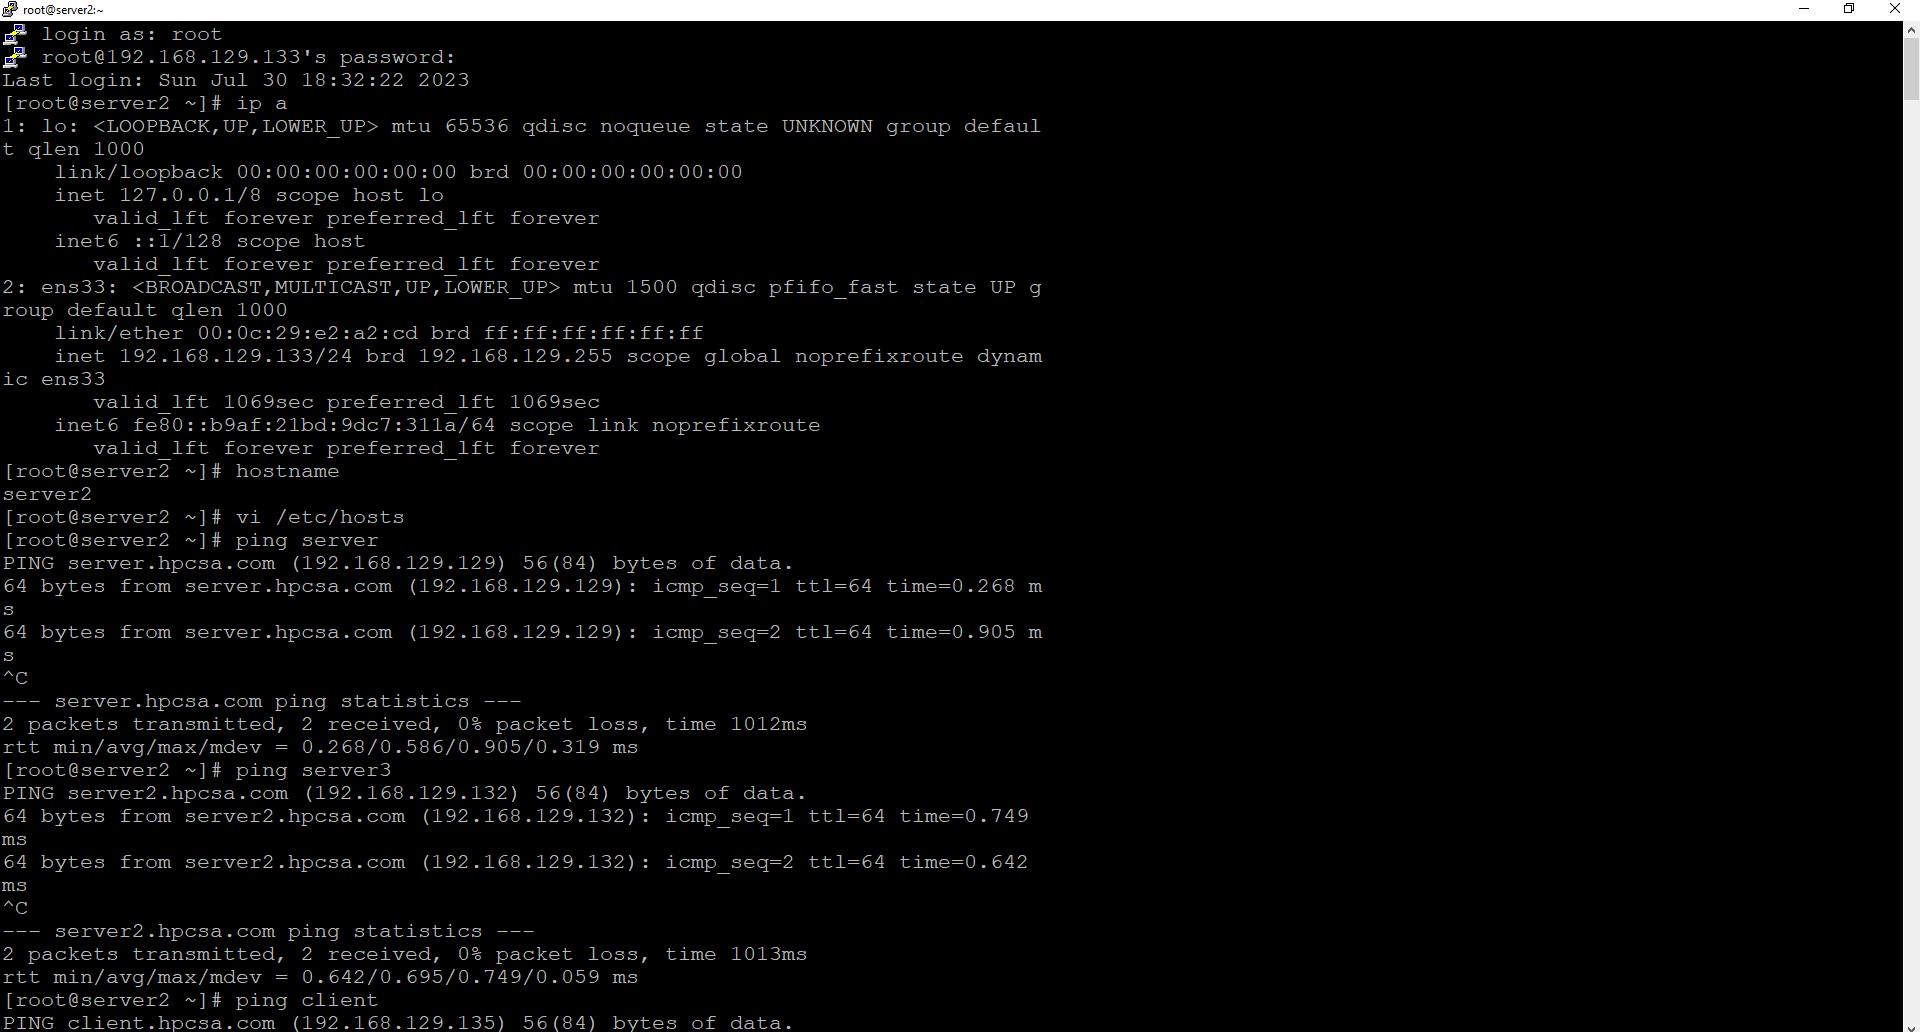 root@server2:~
login as: root
root@192.168.129.133's password:
Last login: Sun Jul 30 18:32:22 2023
[root@server2 ~]# ip a
1: lo: <LOOPBACK,UP,LOWER_UP> mtu 65536 qdisc noqueue state UNKNOWN group defaul
t qlen 1000
    link/loopback 00:00:00:00:00:00 brd 00:00:00:00:00:00
    inet 127.0.0.1/8 scope host lo
       valid_lft forever preferred_lft forever
    inet6 ::1/128 scope host
       valid_lft forever preferred_lft forever
2: ens33: <BROADCAST,MULTICAST,UP,LOWER_UP> mtu 1500 qdisc pfifo_fast state UP g
roup default qlen 1000
    link/ether 00:0c:29:e2:a2:cd brd ff:ff:ff:ff:ff:ff
    inet 192.168.129.133/24 brd 192.168.129.255 scope global noprefixroute dynam
ic ens33
       valid_lft 1069sec preferred_lft 1069sec
    inet6 fe80::b9af:21bd:9dc7:311a/64 scope link noprefixroute
       valid_lft forever preferred_lft forever
[root@server2 ~]# hostname
server2
[root@server2 ~]# vi /etc/hosts
[root@server2 ~]# ping server
PING server.hpcsa.com (192.168.129.129) 56(84) bytes of data.
64 bytes from server.hpcsa.com (192.168.129.129): icmp_seq=1 ttl=64 time=0.268 m
s
64 bytes from server.hpcsa.com (192.168.129.129): icmp_seq=2 ttl=64 time=0.905 m
s
^C
--- server.hpcsa.com ping statistics ---
2 packets transmitted, 2 received, 0% packet loss, time 1012ms
rtt min/avg/max/mdev = 0.268/0.586/0.905/0.319 ms
[root@server2 ~]# ping server3
PING server2.hpcsa.com (192.168.129.132) 56(84) bytes of data.
64 bytes from server2.hpcsa.com (192.168.129.132): icmp_seq=1 ttl=64 time=0.749
ms
64 bytes from server2.hpcsa.com (192.168.129.132): icmp_seq=2 ttl=64 time=0.642
ms
^C
--- server2.hpcsa.com ping statistics ---
2 packets transmitted, 2 received, 0% packet loss, time 1013ms
rtt min/avg/max/mdev = 0.642/0.695/0.749/0.059 ms
[root@server2 ~]# ping client
PING client.hpcsa.com (192.168.129.135) 56(84) bytes of data.